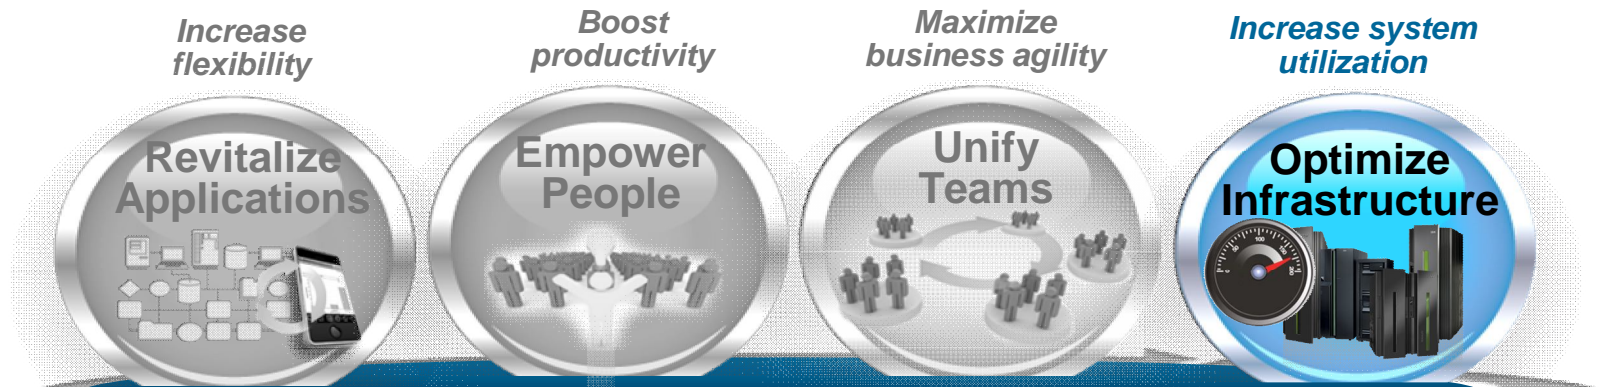 Increase
flexibility
Boost
productivity
Maximize
business agility
Increase system
utilization
Revitalize
Applications
Empower
People
Unify
Teams
Optimize
Infrastructure